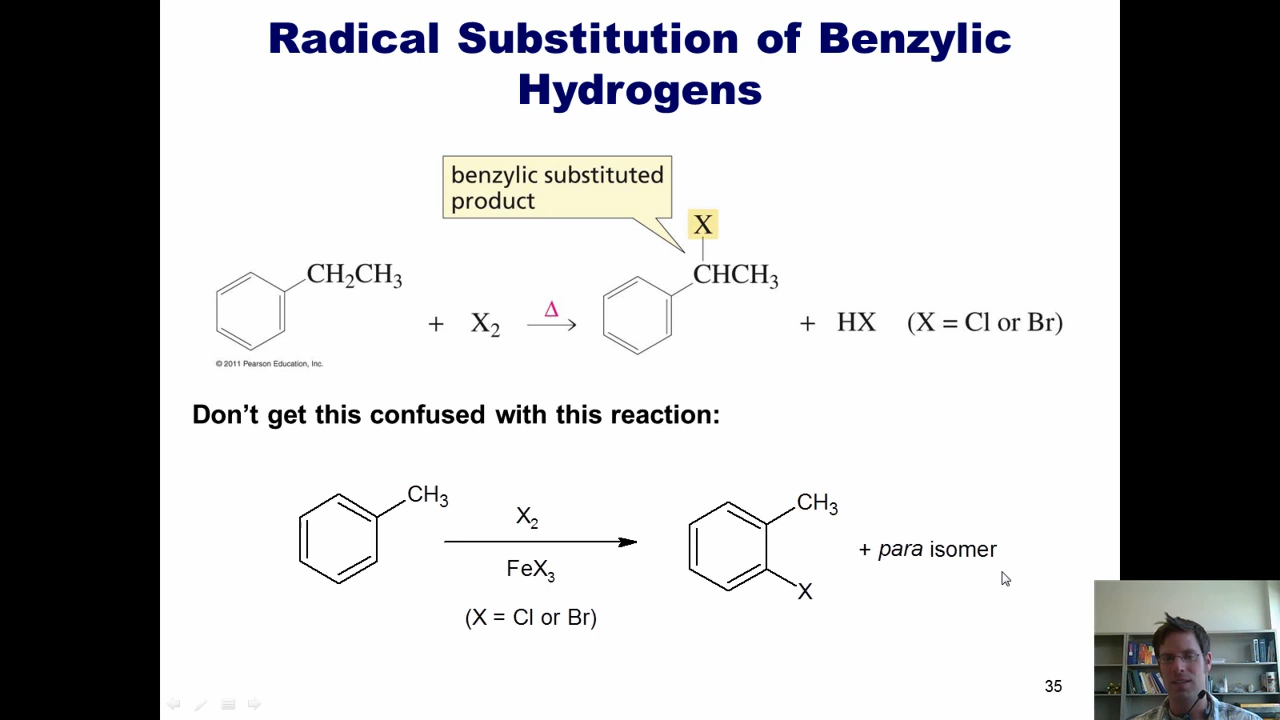 Radical Substitution of Benzylic
Hydrogens
benzylic substituted
product
X
CH₂CH₃
CHCH₃
+ X₂
Δ
+ HX (X = Cl or Br)
© 2011 Pearson Education, Inc.
Don’t get this confused with this reaction:
CH₃
X₂
FeX₃
(X = Cl or Br)
CH₃
X
+ para isomer
35